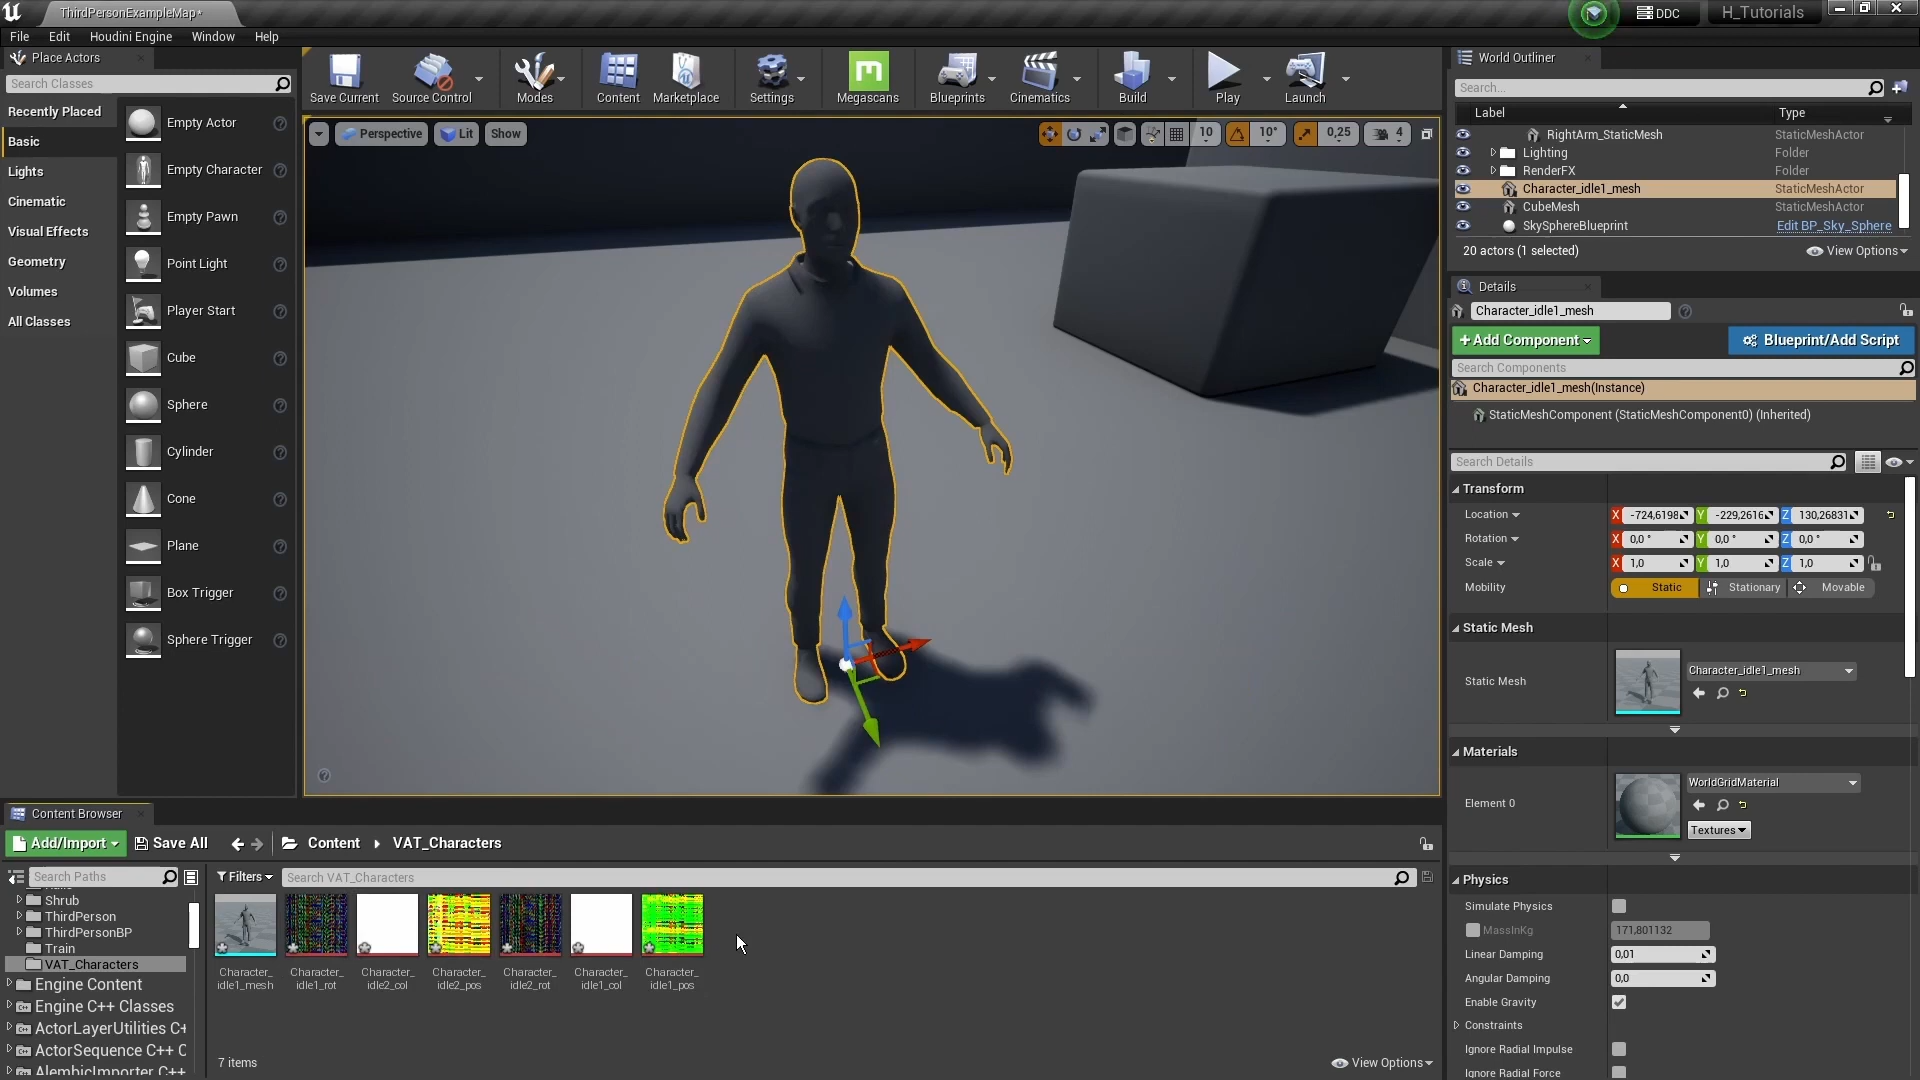 ThirdPersonExampleMap*
DDC
H_Tutorials
File Edit Houdini Engine Window Help
Place Actors
Search Classes
Recently Placed
Basic
Lights
Cinematic
Visual Effects
Geometry
Volumes
All Classes
Empty Actor
Empty Character
Empty Pawn
Point Light
Player Start
Cube
Sphere
Cylinder
Cone
Plane
Box Trigger
Sphere Trigger
Save Current
Source Control
Modes
Content
Marketplace
Settings
Megascans
Blueprints
Cinematics
Build
Play
Launch
Perspective
Lit
Show
10
10°
0,25
4
World Outliner
Search...
Label Type
RightArm_StaticMesh StaticMeshActor
Lighting Folder
RenderFX Folder
Character_idle1_mesh StaticMeshActor
CubeMesh StaticMeshActor
SkySphereBlueprint Edit BP_Sky_Sphere
20 actors (1 selected)
View Options
Details
Character_idle1_mesh
+Add Component
Blueprint/Add Script
Search Components
Character_idle1_mesh(Instance)
StaticMeshComponent (StaticMeshComponent0) (Inherited)
Search Details
Transform
Location X -724,6198 Y -229,2616 Z 130,26831
Rotation X 0,0 ° Y 0,0 ° Z 0,0 °
Scale X 1,0 Y 1,0 Z 1,0
Mobility Static Stationary Movable
Static Mesh
Static Mesh
Character_idle1_mesh
Materials
Element 0
WorldGridMaterial
Textures
Physics
Simulate Physics
MassInKg 171,801132
Linear Damping 0,01
Angular Damping 0,0
Enable Gravity
Constraints
Ignore Radial Impulse
Ignore Radial Force
Content Browser
Add/Import
Save All
Content
VAT_Characters
Search Paths
Filters
Search VAT_Characters
Shrub
ThirdPerson
ThirdPersonBP
Train
VAT_Characters
Engine Content
Engine C++ Classes
ActorLayerUtilities C+
ActorSequence C++ C
AlembicImporter C++
Character_
idle1_mesh
Character_
idle1_rot
Character_
idle2_col
Character_
idle2_pos
Character_
idle2_rot
Character_
idle1_col
Character_
idle1_pos
7 items
View Options